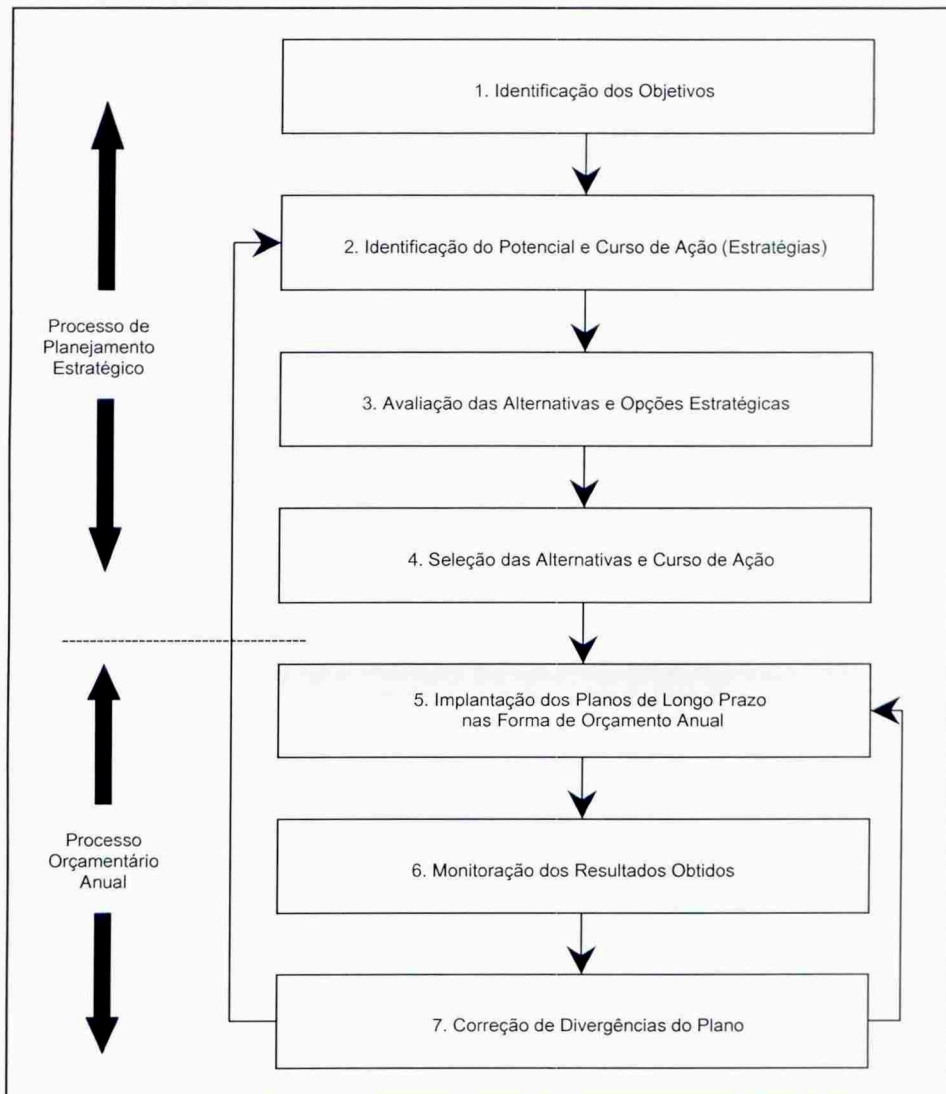 1. Identificação dos Objetivos
2. Identificação do Potencial e Curso de Ação (Estratégias)
Processo de
Planejamento
Estratégico
3. Avaliação das Alternativas e Opções Estratégicas
4. Seleção das Alternativas e Curso de Ação
5. Implantação dos Planos de Longo Prazo
nas Forma de Orçamento Anual
Processo
Orçamentário
Anual
6. Monitoração dos Resultados Obtidos
7. Correção de Divergências do Plano